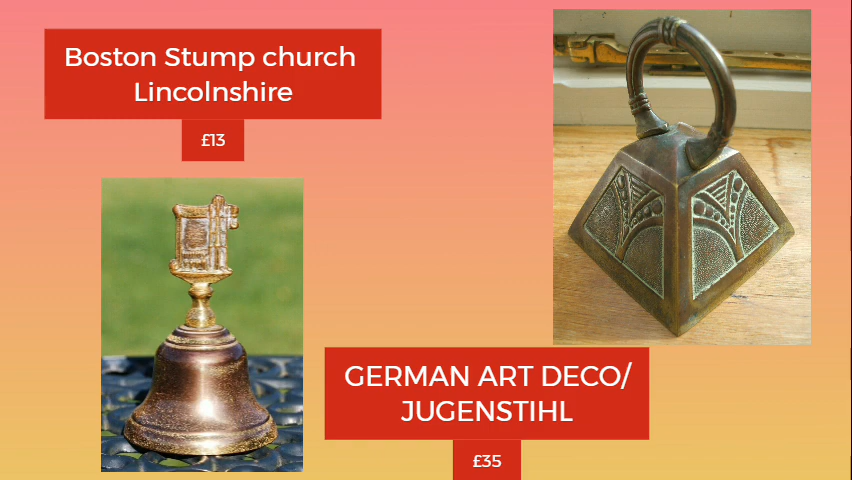 Boston Stump church
Lincolnshire
£13
GERMAN ART DECO/
JUGENSTIHL
£35